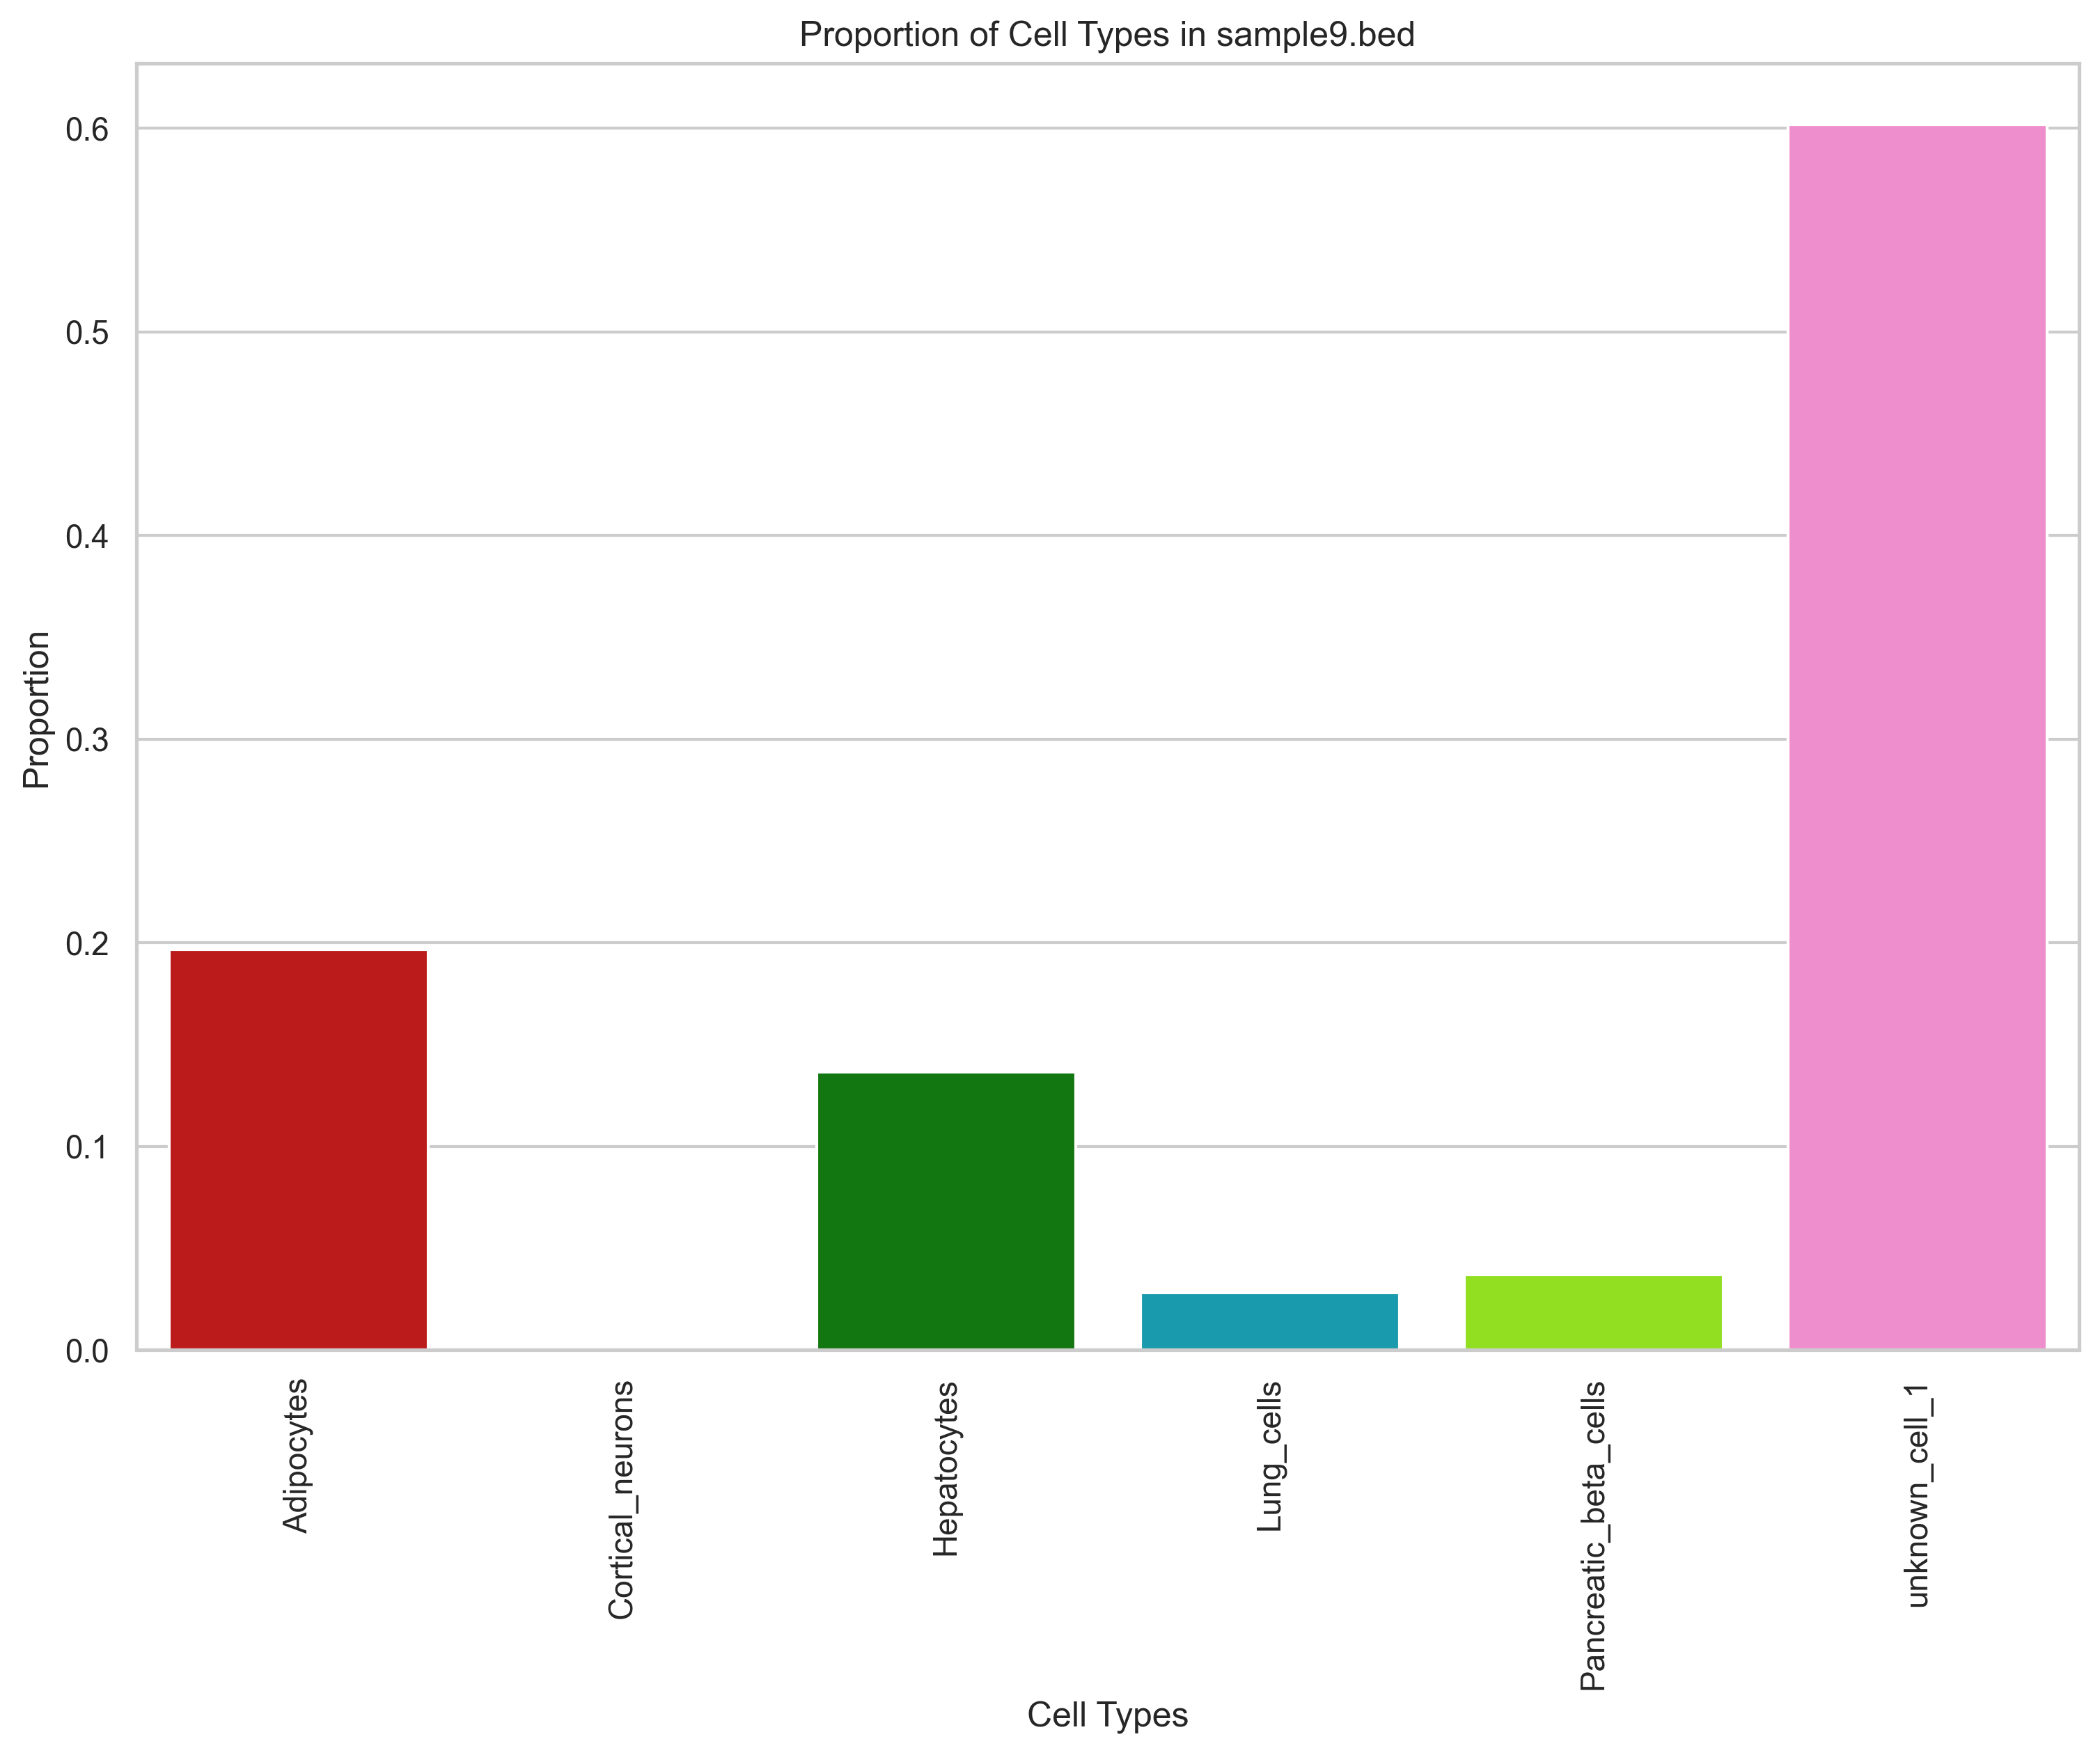 Proportion of Cell Types in sample9.bed
Proportion
0.6
0.5
0.4
0.3
0.2
0.1
0.0
Adipocytes
Cortical_neurons
Hepatocytes
Lung_cells
Pancreatic_beta_cells
unknown_cell_1
Cell Types